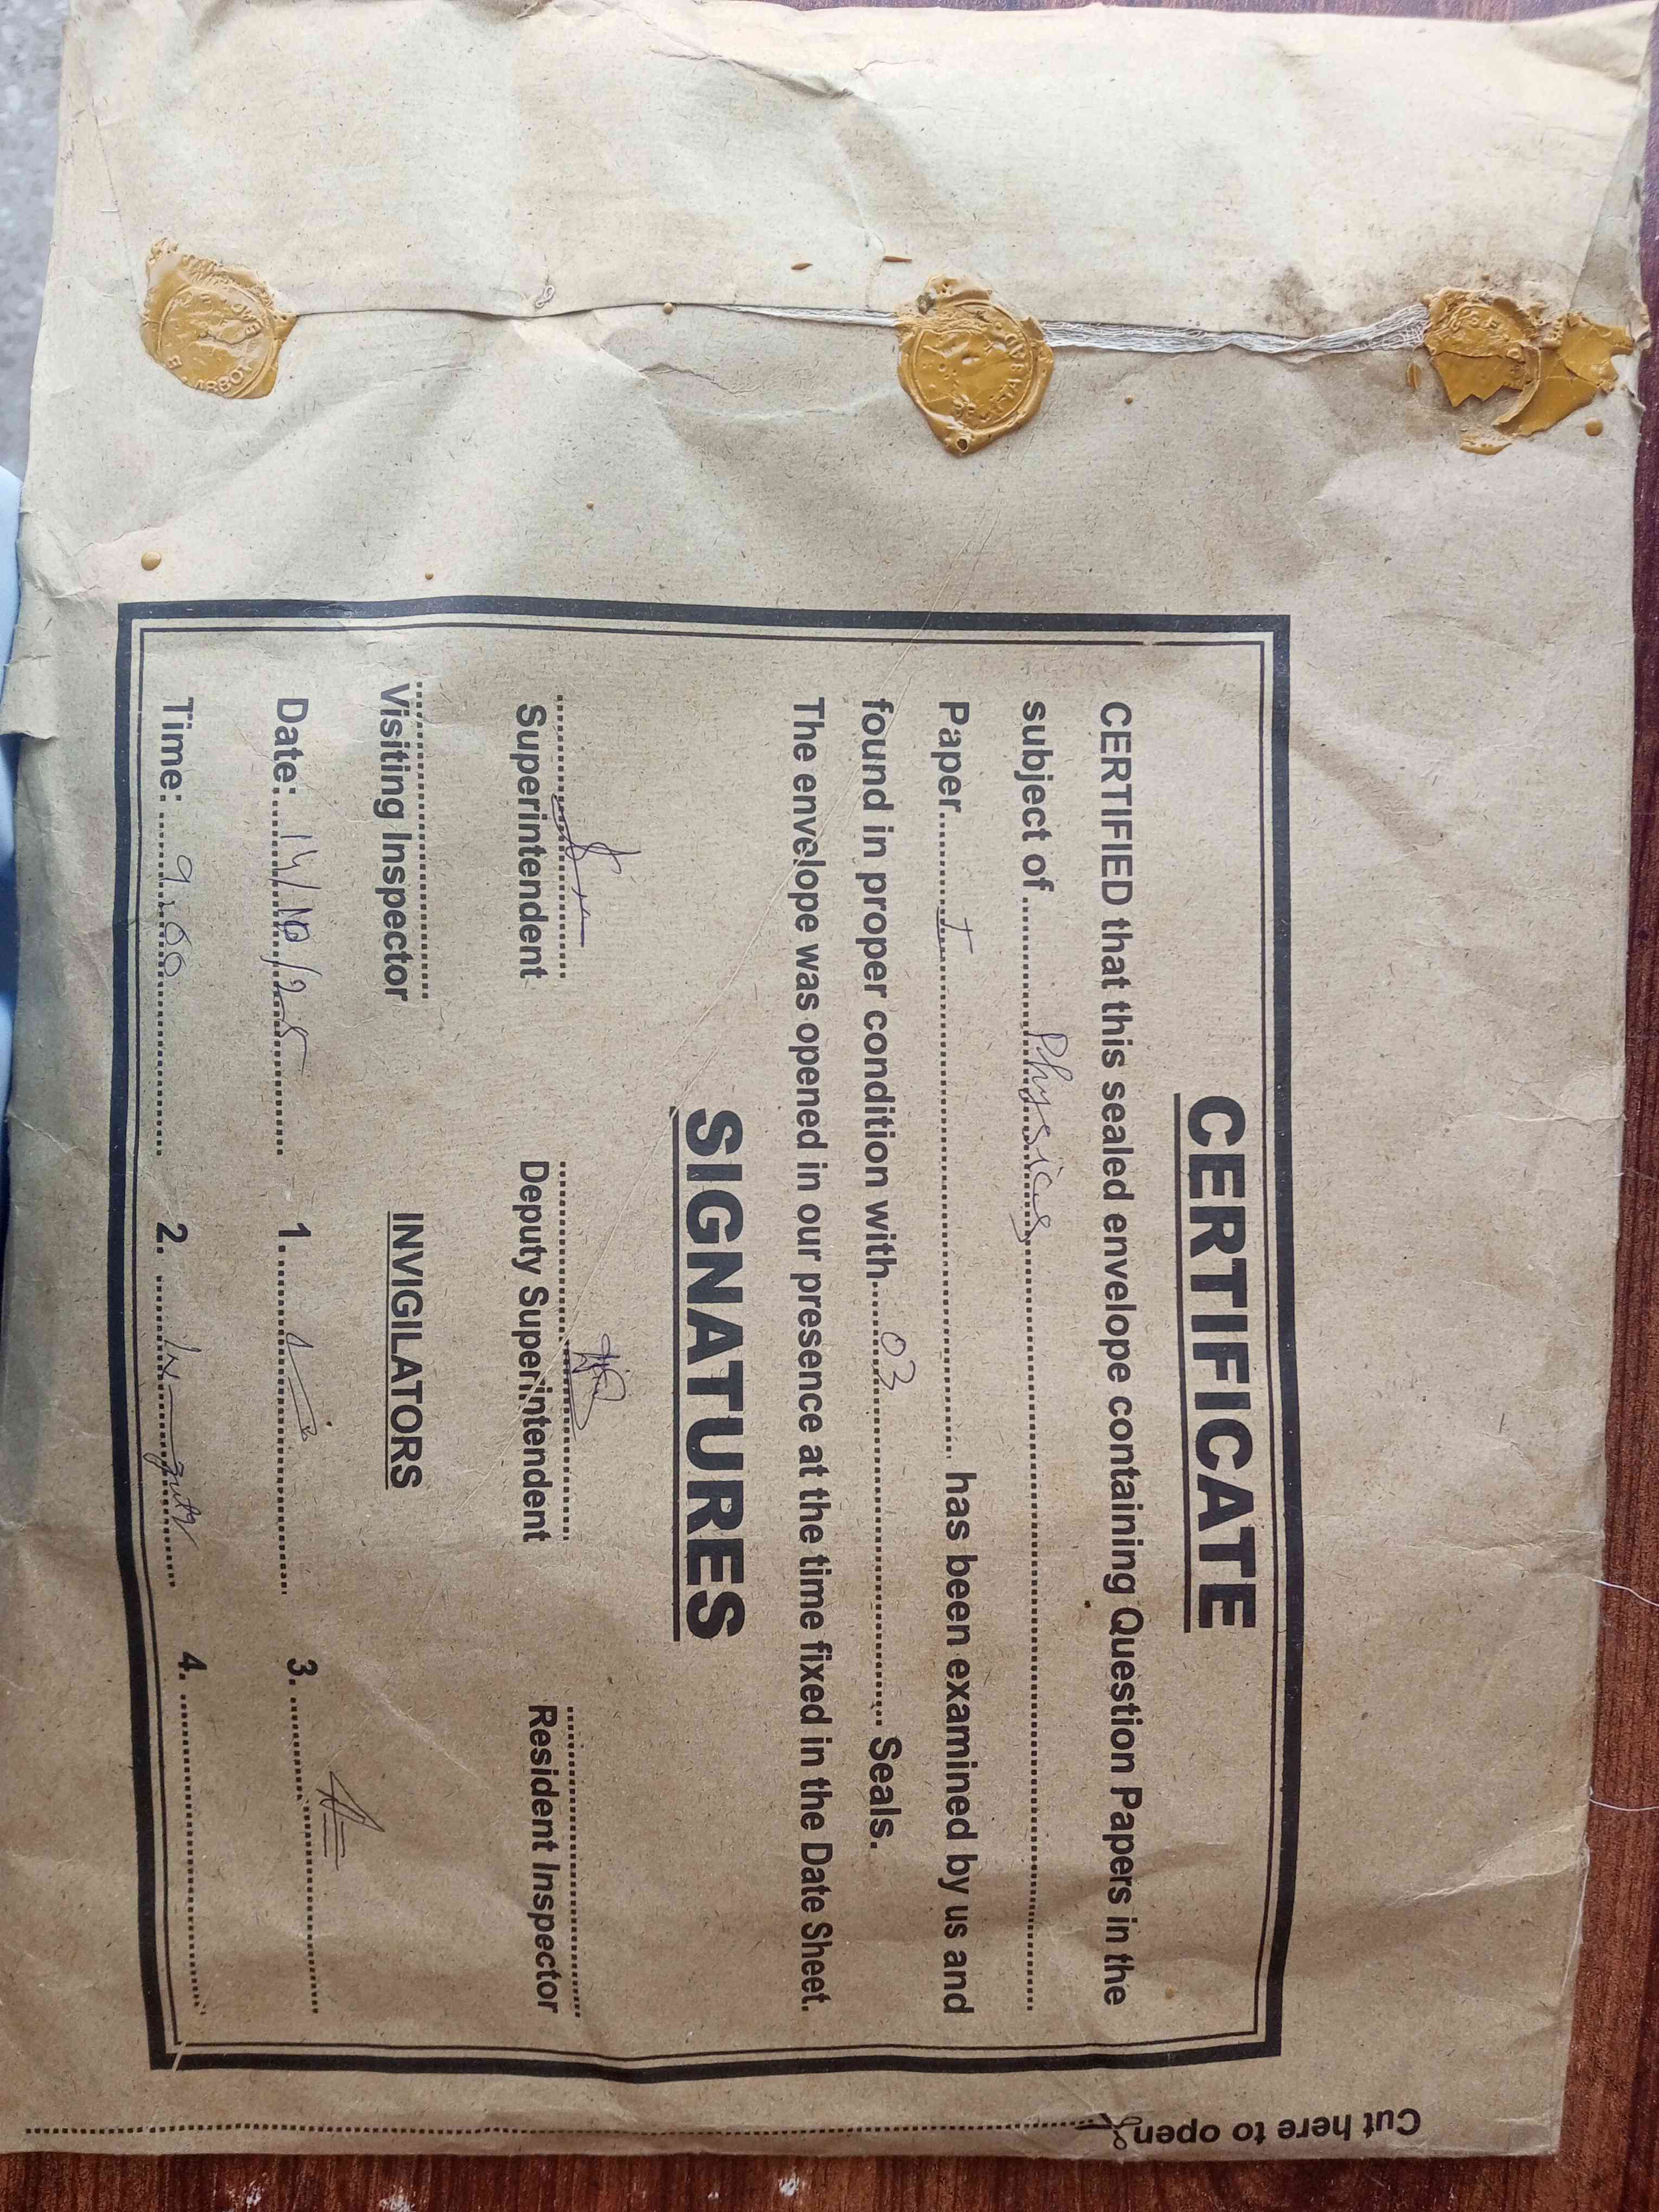 CERTIFICATE
CERTIFIED that this sealed envelope containing Question Papers in the
subject of Physics
Paper I has been examined by us and
found in proper condition with 03 Seals.
The envelope was opened in our presence at the time fixed in the Date Sheet.
SIGNATURES
Superintendent Deputy Superintendent Resident Inspector
Visiting Inspector INVIGILATORS
Date: 14/10/25 1. 3.
Time: 9:00 2. 4.
Cut here to open